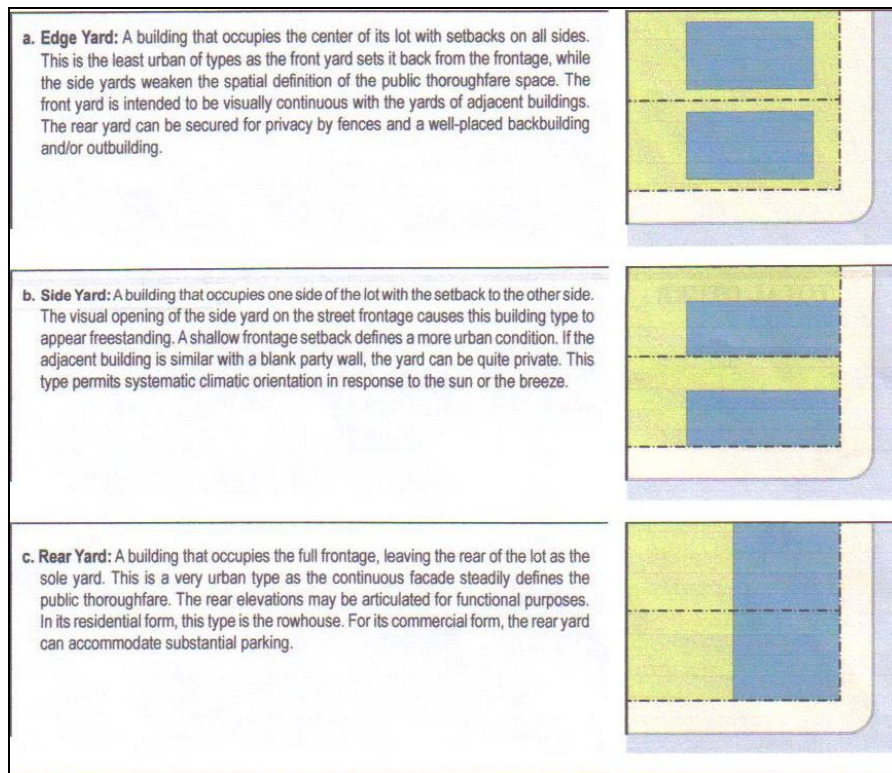 a. Edge Yard: A building that occupies the center of its lot with setbacks on all sides.
This is the least urban of types as the front yard sets it back from the frontage, while
the side yards weaken the spatial definition of the public thoroughfare space. The
front yard is intended to be visually continuous with the yards of adjacent buildings.
The rear yard can be secured for privacy by fences and a well-placed backbuilding
and/or outbuilding.
b. Side Yard: A building that occupies one side of the lot with the setback to the other side.
The visual opening of the side yard on the street frontage causes this building type to
appear freestanding. A shallow frontage setback defines a more urban condition. If the
adjacent building is similar with a blank party wall, the yard can be quite private. This
type permits systematic climatic orientation in response to the sun or the breeze.
c. Rear Yard: A building that occupies the full frontage, leaving the rear of the lot as the
sole yard. This is a very urban type as the continuous facade steadily defines the
public thoroughfare. The rear elevations may be articulated for functional purposes.
In its residential form, this type is the rowhouse. For its commercial form, the rear yard
can accommodate substantial parking.